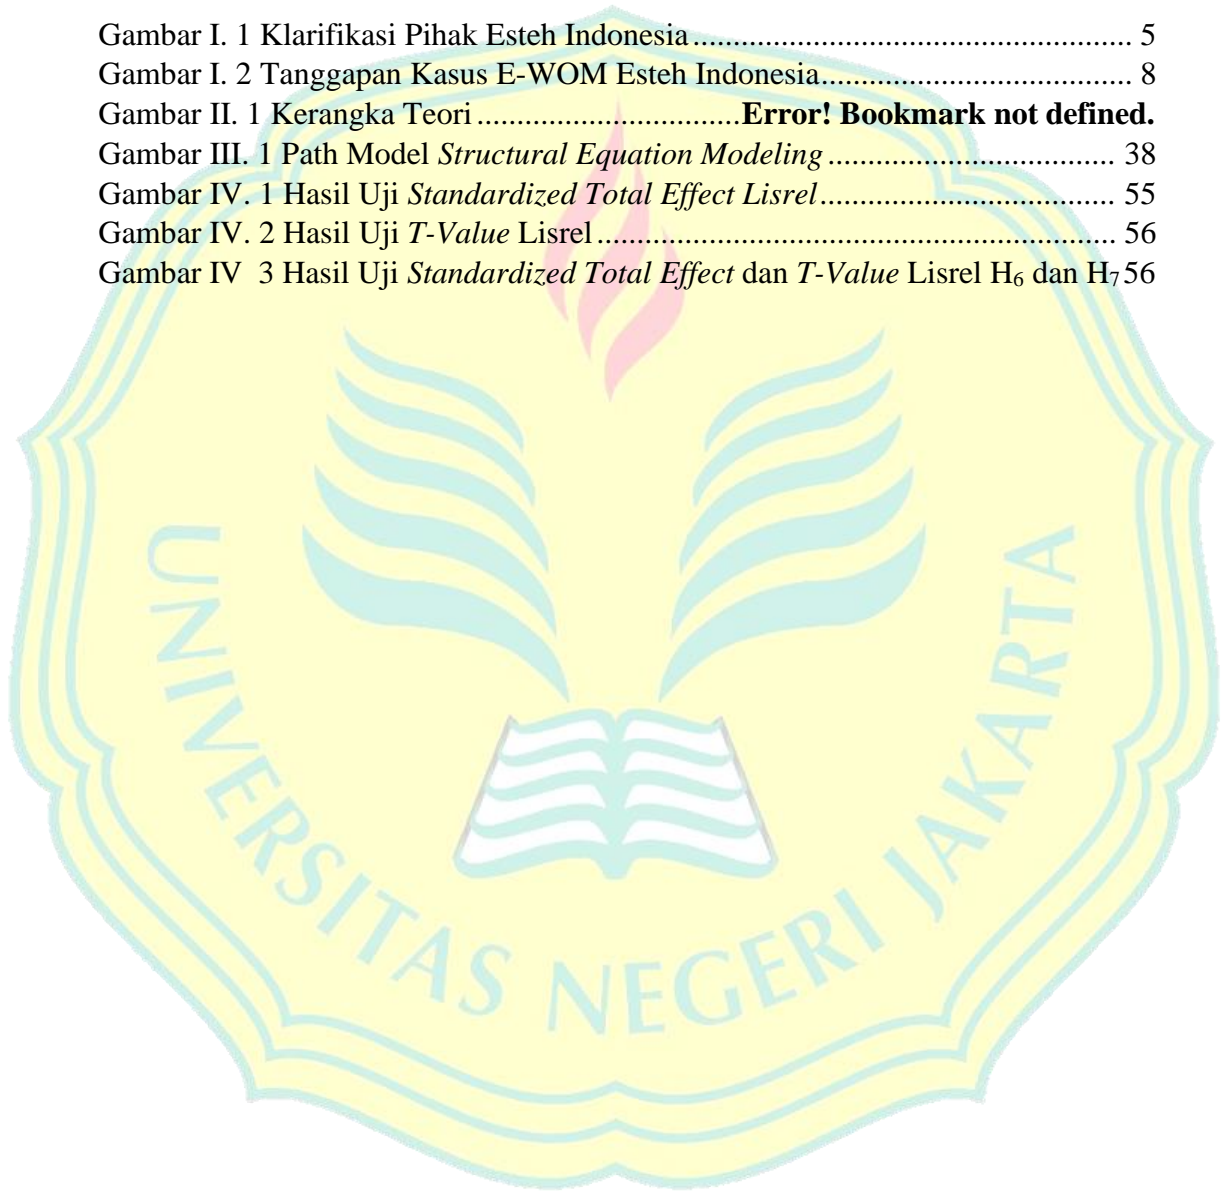 Gambar I. 1 Klarifikasi Pihak Esteh Indonesia....................................................... 5
Gambar I. 2 Tanggapan Kasus E-WOM Esteh Indonesia....................................... 8
Gambar II. 1 Kerangka Teori.................................Error! Bookmark not defined.
Gambar III. 1 Path Model Structural Equation Modeling.................................... 38
Gambar IV. 1 Hasil Uji Standardized Total Effect Lisrel..................................... 55
Gambar IV. 2 Hasil Uji T-Value Lisrel................................................................. 56
Gambar IV 3 Hasil Uji Standardized Total Effect dan T-Value Lisrel H₆ dan H₇56
UNIVERSITAS NEGERI JAKARTA